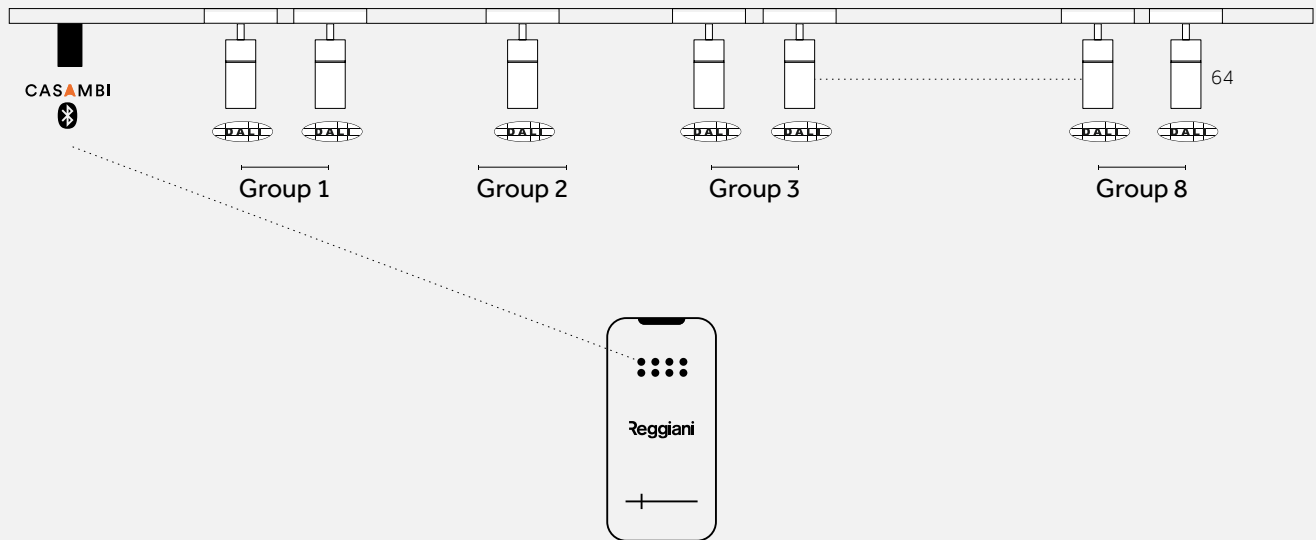 64
CASAMBI
DALI DALI DALI DALI DALI DALI DALI
Group 1 Group 2 Group 3 Group 8
Reggiani